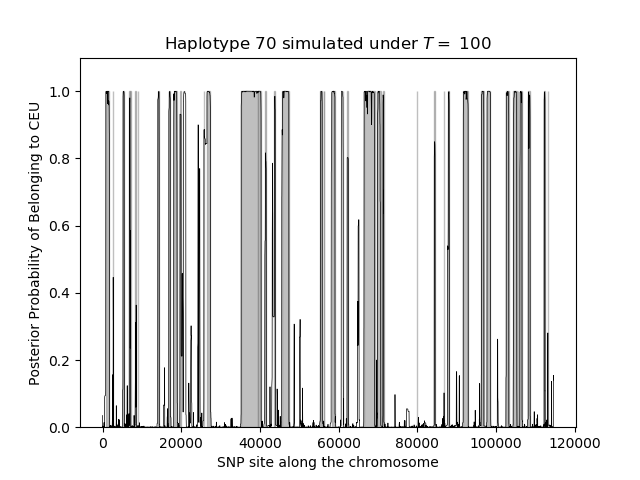 Haplotype 70 simulated under T = 100
Posterior Probability of Belonging to CEU
1.0
0.8
0.6
0.4
0.2
0.0
0 20000 40000 60000 80000 100000 120000
SNP site along the chromosome